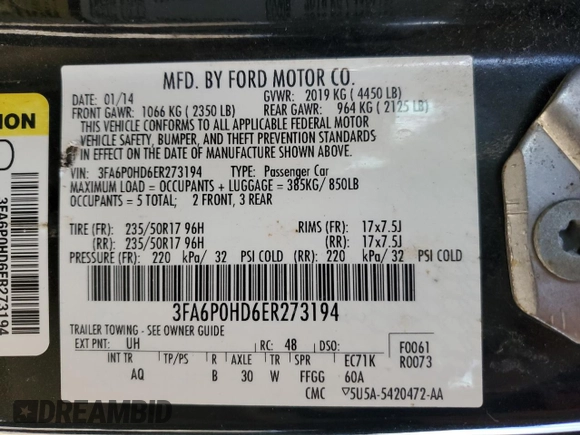 MFD. BY FORD MOTOR CO.
DATE: 01/14 GVWR: 2019 KG ( 4450 LB)
FRONT GAWR: 1066 KG ( 2350 LB) REAR GAWR: 964 KG ( 2125 LB)
THIS VEHICLE CONFORMS TO ALL APPLICABLE FEDERAL MOTOR
VEHICLE SAFETY, BUMPER, AND THEFT PREVENTION STANDARDS
IN EFFECT ON THE DATE OF MANUFACTURE SHOWN ABOVE.
VIN: 3FA6P0HD6ER273194 TYPE: Passenger Car
MAXIMUM LOAD = OCCUPANTS + LUGGAGE = 385KG/ 850LB
OCCUPANTS = 5 TOTAL; 2 FRONT, 3 REAR
TIRE (FR): 235/50R17 96H RIMS (FR): 17x7.5J
(RR): 235/50R17 96H (RR): 17x7.5J
PRESSURE (FR): 220 kPa/ 32 PSI COLD (RR): 220 kPa/ 32 PSI COLD
3FA6P0HD6ER273194
TRAILER TOWING - SEE OWNER GUIDE
EXT PNT: UH RC: 48 DSO: F0061
INT TR TP/PS R AXLE TR SPR EC71K R0073
AQ B 30 W FFGG 60A
CMC 5U5A-5420472-AA
ION
3FA6P0HD6ER273194
DREAMBID